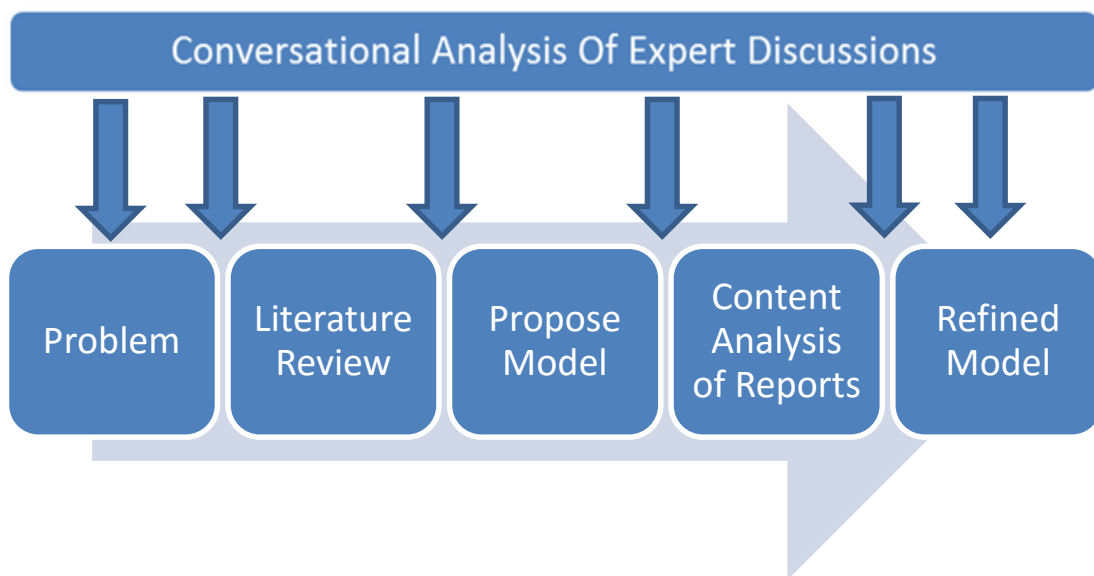 Conversational Analysis Of Expert Discussions
Problem
Literature
Review
Propose
Model
Content
Analysis
of Reports
Refined
Model